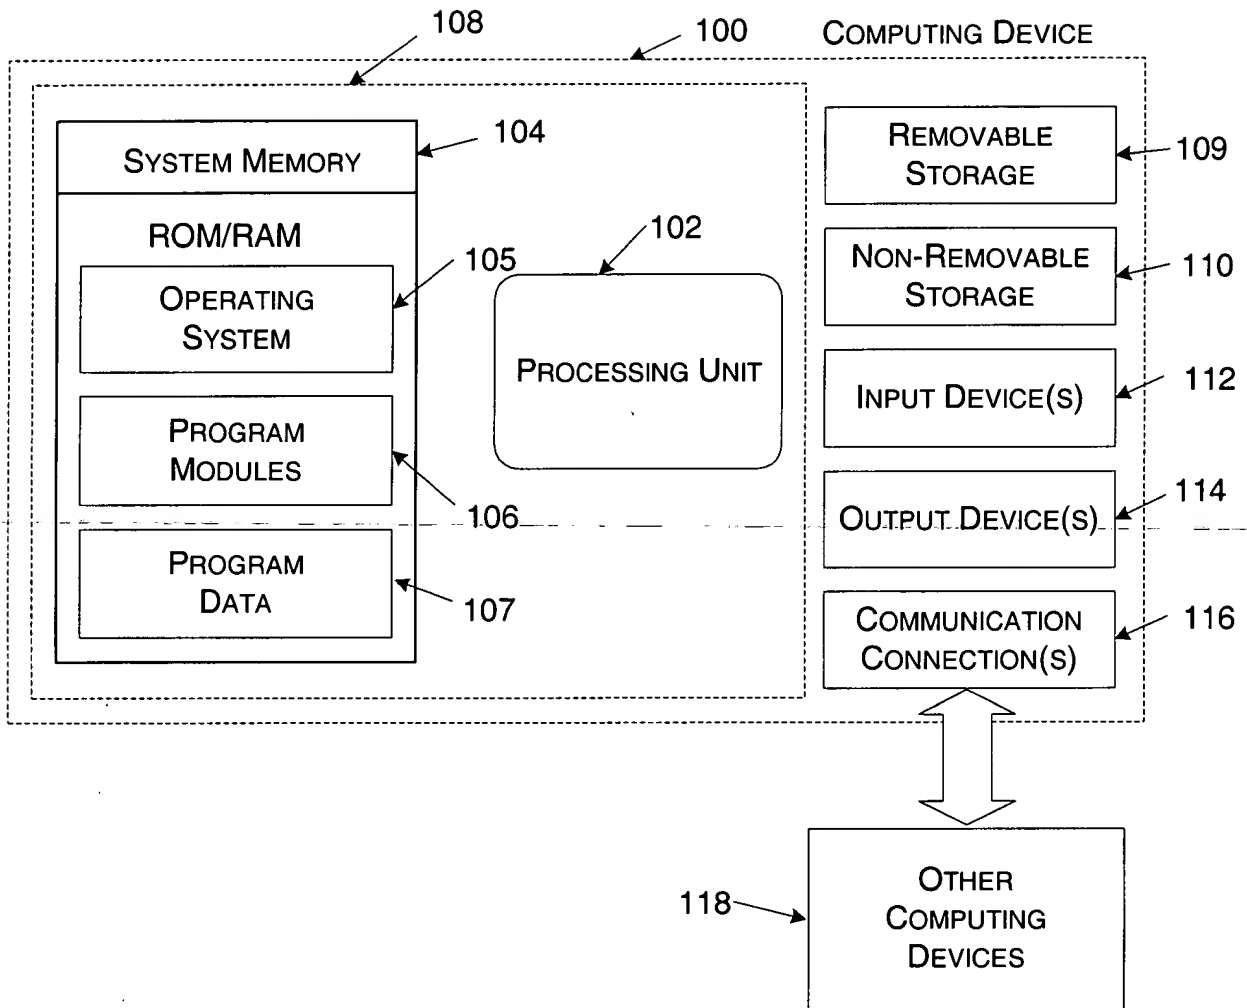 108
100
COMPUTING DEVICE
SYSTEM MEMORY
104
ROM/RAM
OPERATING
SYSTEM
105
PROGRAM
MODULES
106
PROGRAM
DATA
107
102
PROCESSING UNIT
REMOVABLE
STORAGE
109
NON-REMOVABLE
STORAGE
110
INPUT DEVICE(S)
112
OUTPUT DEVICE(S)
114
COMMUNICATION
CONNECTION(S)
116
118
OTHER
COMPUTING
DEVICES